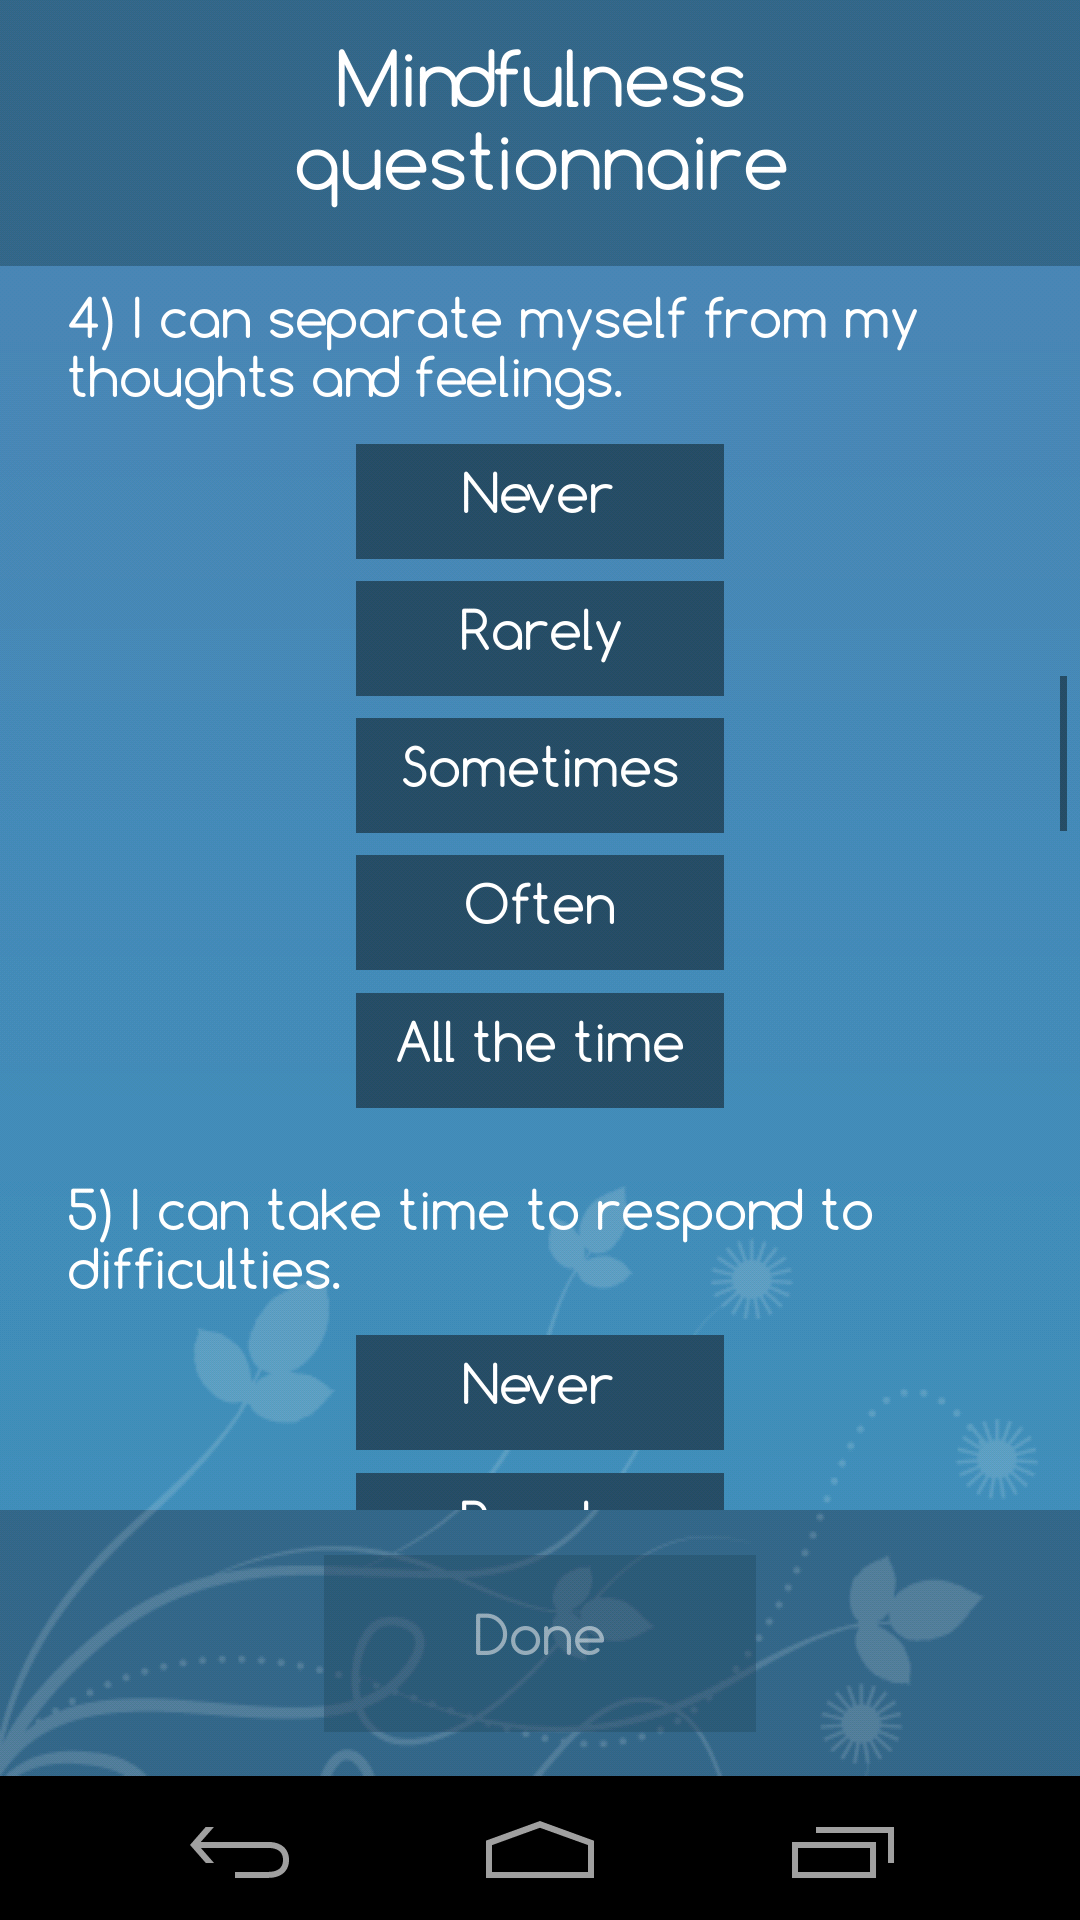 Mindfulness
questionnaire
4) I can separate myself from my
thoughts and feelings.
Never
Rarely
Sometimes
Often
All the time
5) I can take time to respond to
difficulties.
Never
Done